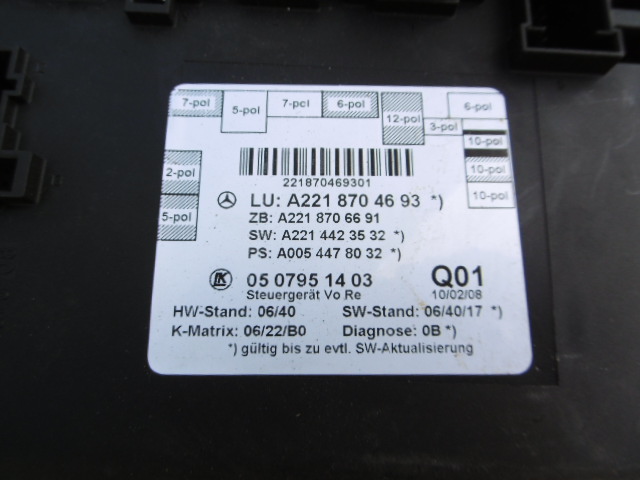 7-pol 5-pol 7-pcl 6-pol 12-pol 3-pol 6-pol
10-pol
2-pol 10-pol
5-pol 10-pol
221870469301
LU: A221 870 46 93 *)
ZB: A221 870 66 91
SW: A221 442 35 32 *)
PS: A005 447 80 32 *)
LK 05 0795 14 03 Q01
Steuergerät Vo Re 10/02/08
HW-Stand: 06/40 SW-Stand: 06/40/17 *)
K-Matrix: 06/22/B0 Diagnose: 0B *)
*) gültig bis zu evtl. SW-Aktualisierung